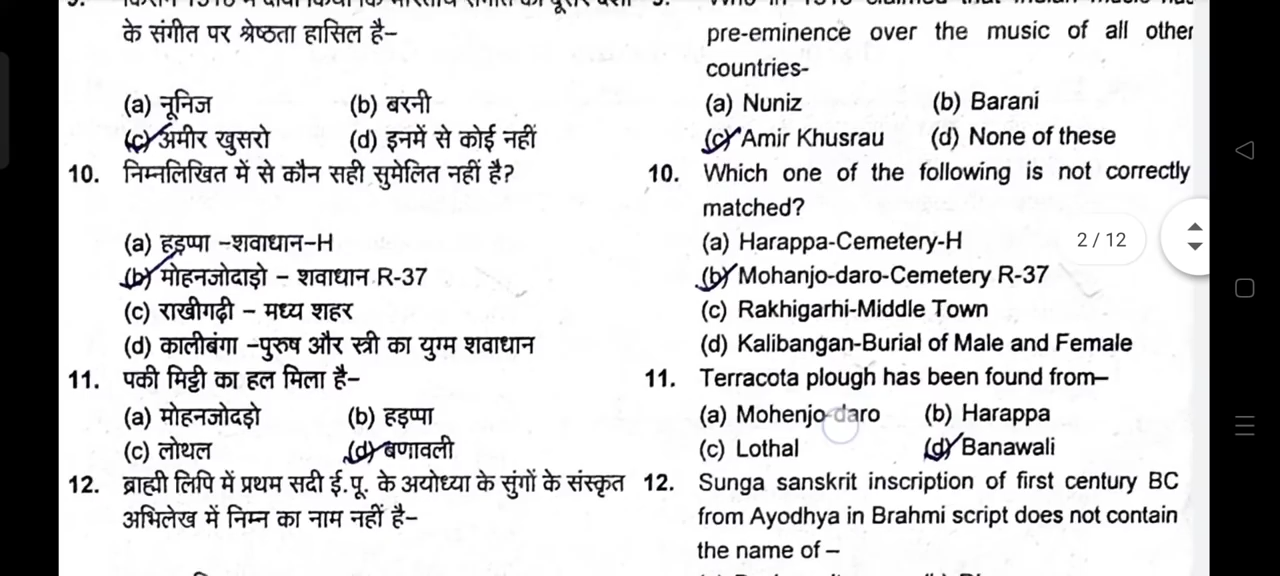 के संगीत पर श्रेष्ठता हासिल है–
(a) नूनिज (b) बरनी
(c) अमीर खुसरो (d) इनमें से कोई नहीं
10. निम्नलिखित में से कौन सही सुमेलित नहीं है?
(a) हड़प्पा –शवाधान–H
(b) मोहनजोदाड़ो – शवाधान R-37
(c) राखीगढ़ी – मध्य शहर
(d) कालीबंगा –पुरुष और स्त्री का युग्म शवाधान
11. पकी मिट्टी का हल मिला है–
(a) मोहनजोदड़ो (b) हड़प्पा
(c) लोथल (d) बणावली
12. ब्राह्मी लिपि में प्रथम सदी ई.पू. के अयोध्या के सुंगों के संस्कृत
अभिलेख में निम्न का नाम नहीं है–
pre-eminence over the music of all other
countries-
(a) Nuniz (b) Barani
(c) Amir Khusrau (d) None of these
10. Which one of the following is not correctly
matched?
(a) Harappa-Cemetery-H
(b) Mohanjo-daro-Cemetery R-37
(c) Rakhigarhi-Middle Town
(d) Kalibangan-Burial of Male and Female
11. Terracota plough has been found from–
(a) Mohenjo-daro (b) Harappa
(c) Lothal (d) Banawali
12. Sunga sanskrit inscription of first century BC
from Ayodhya in Brahmi script does not contain
the name of –
2 / 12